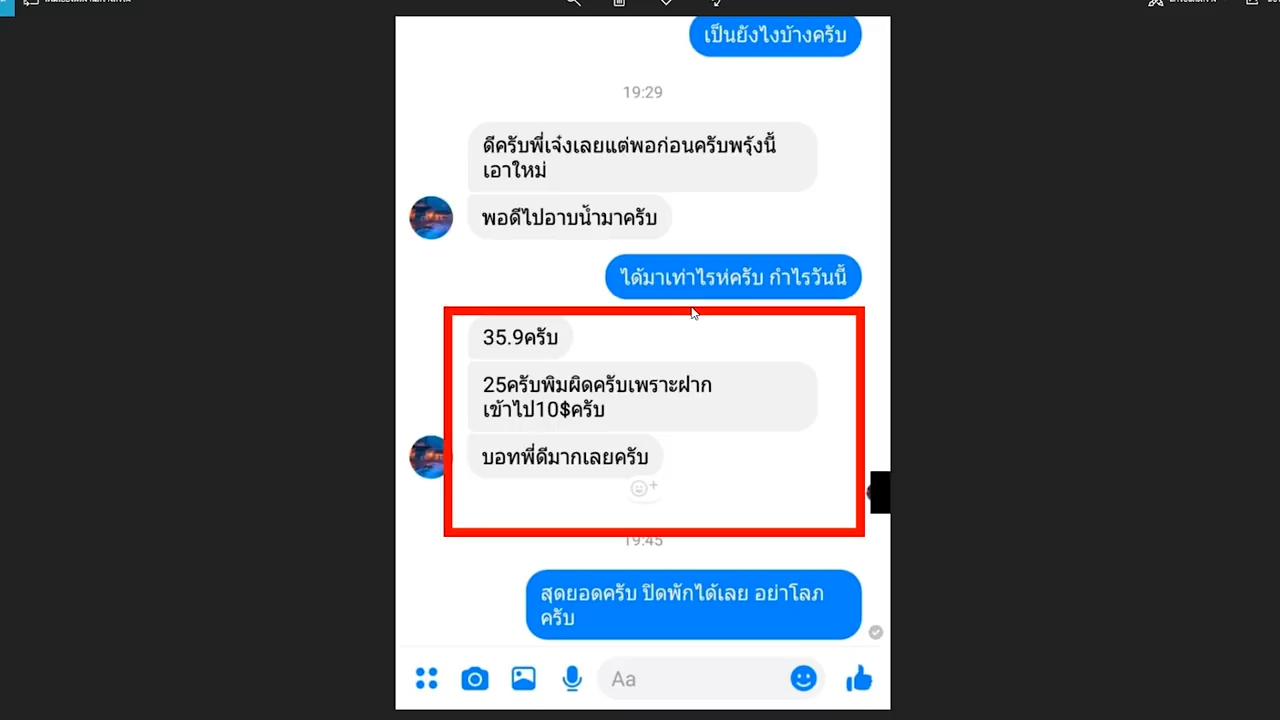 เป็นยังไงบ้างครับ
19:29
ดีครับพี่เจ๋งเลยแต่พอก่อนครับพรุ้งนี้
เอาใหม่
พอดีไปอาบน้ำมาครับ
ได้มาเท่าไรห่ครับ กำไรวันนี้
35.9ครับ
25ครับพิมผิดครับเพราะฝาก
เข้าไป10$ครับ
บอทพี่ดีมากเลยครับ
19:45
สุดยอดครับ ปิดพักได้เลย อย่าโลภ
ครับ
Aa